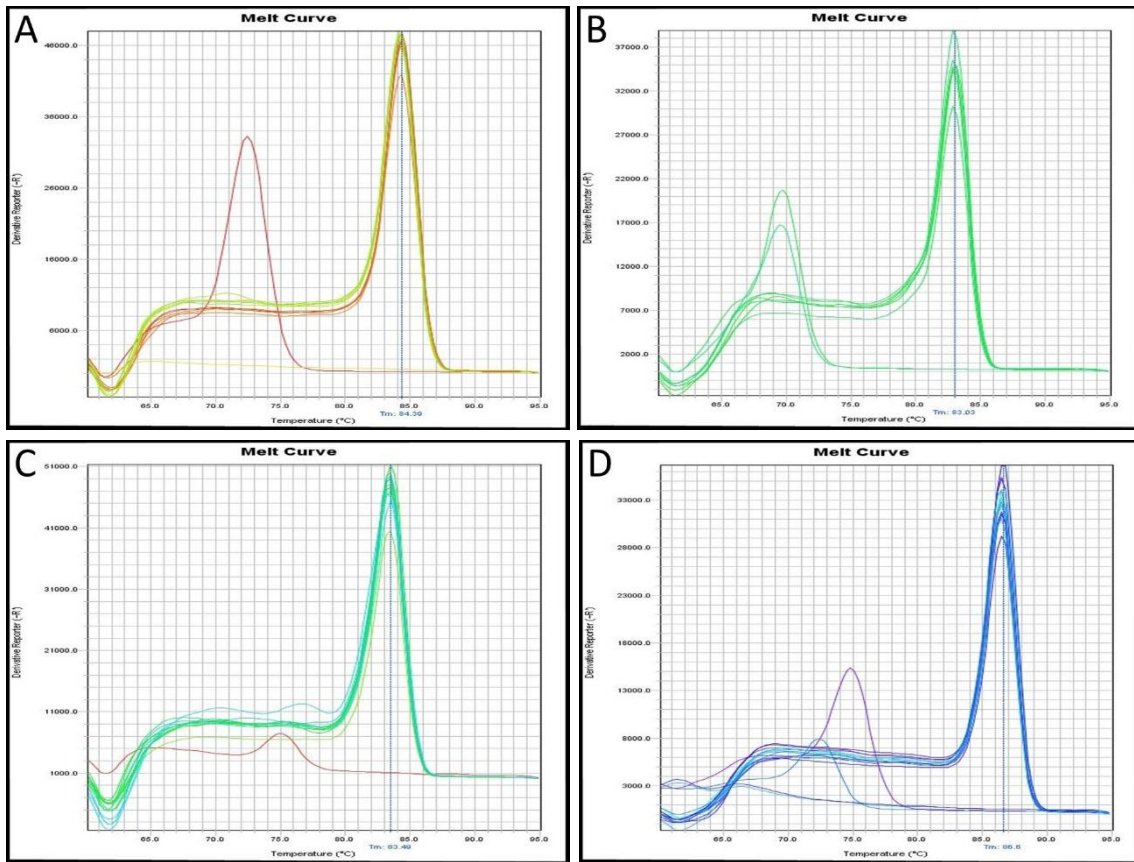 A
Melt Curve
Derivative Reporter (-R')
46000.0
36000.0
26000.0
16000.0
6000.0
65.0 70.0 75.0 80.0 85.0 90.0 95.0
Tm: 84.39
Temperature (°C)
B
Melt Curve
Derivative Reporter (-R')
37000.0
32000.0
27000.0
22000.0
17000.0
12000.0
7000.0
2000.0
65.0 70.0 75.0 80.0 85.0 90.0 95.0
Tm: 83.03
Temperature (°C)
C
Melt Curve
Derivative Reporter (-R')
51000.0
41000.0
31000.0
21000.0
11000.0
1000.0
65.0 70.0 75.0 80.0 85.0 90.0 95.0
Tm: 83.49
Temperature (°C)
D
Melt Curve
Derivative Reporter (-R')
33000.0
28000.0
23000.0
18000.0
13000.0
8000.0
3000.0
65.0 70.0 75.0 80.0 85.0 90.0 95.0
Tm: 86.6
Temperature (°C)